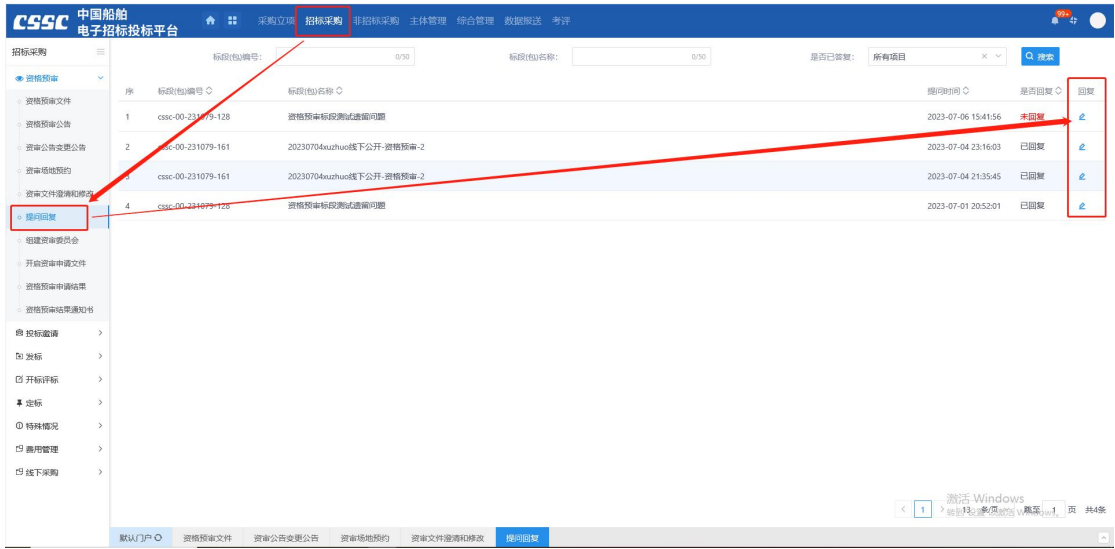 CSSC 中国船舶
电子招标投标平台
采购立项 招标采购 非招标采购 主体管理 综合管理 数据报送 考评
99+
招标采购
标段(包)编号: 0/50 标段(包)名称: 0/50 是否已答复: 所有项目 搜索
资格预审
序 标段(包)编号 标段(包)名称 提问时间 是否回复 回复
资格预审文件
1 cssc-00-231079-128 资格预审标段测试遗留问题 2023-07-06 15:41:56 未回复
资格预审公告
2 cssc-00-231079-161 20230704xuzhuo线下公开-资格预审-2 2023-07-04 23:16:03 已回复
资审公告变更公告
资审场地预约
3 cssc-00-231079-161 20230704xuzhuo线下公开-资格预审-2 2023-07-04 21:35:45 已回复
资审文件澄清和修改
4 cssc-00-231079-128 资格预审标段测试遗留问题 2023-07-01 20:52:01 已回复
提问回复
组建资审委员会
开启资审申请文件
资格预审申请结果
资格预审结果通知书
投标邀请
发标
开标评标
定标
特殊情况
费用管理
线下采购
激活 Windows
1 13 条/页 跳至 1 页 共4条
默认门户 资格预审文件 资审公告变更公告 资审场地预约 资审文件澄清和修改 提问回复